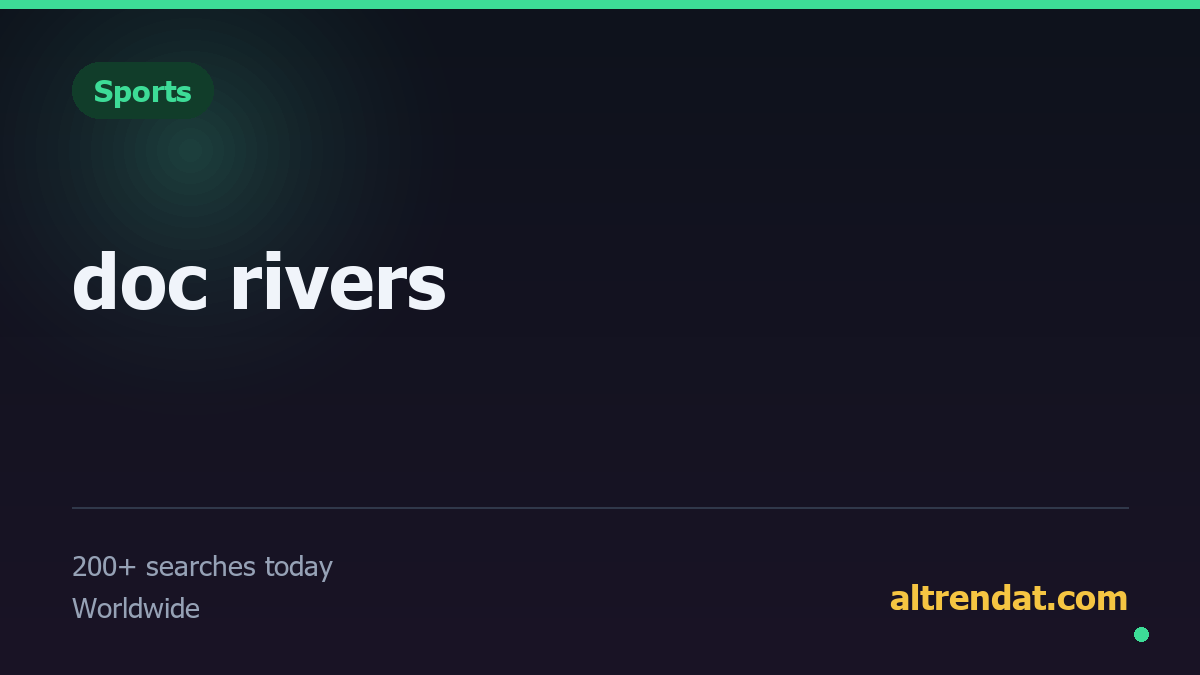 Sports
doc rivers
200+ searches today
Worldwide
altrendat.com